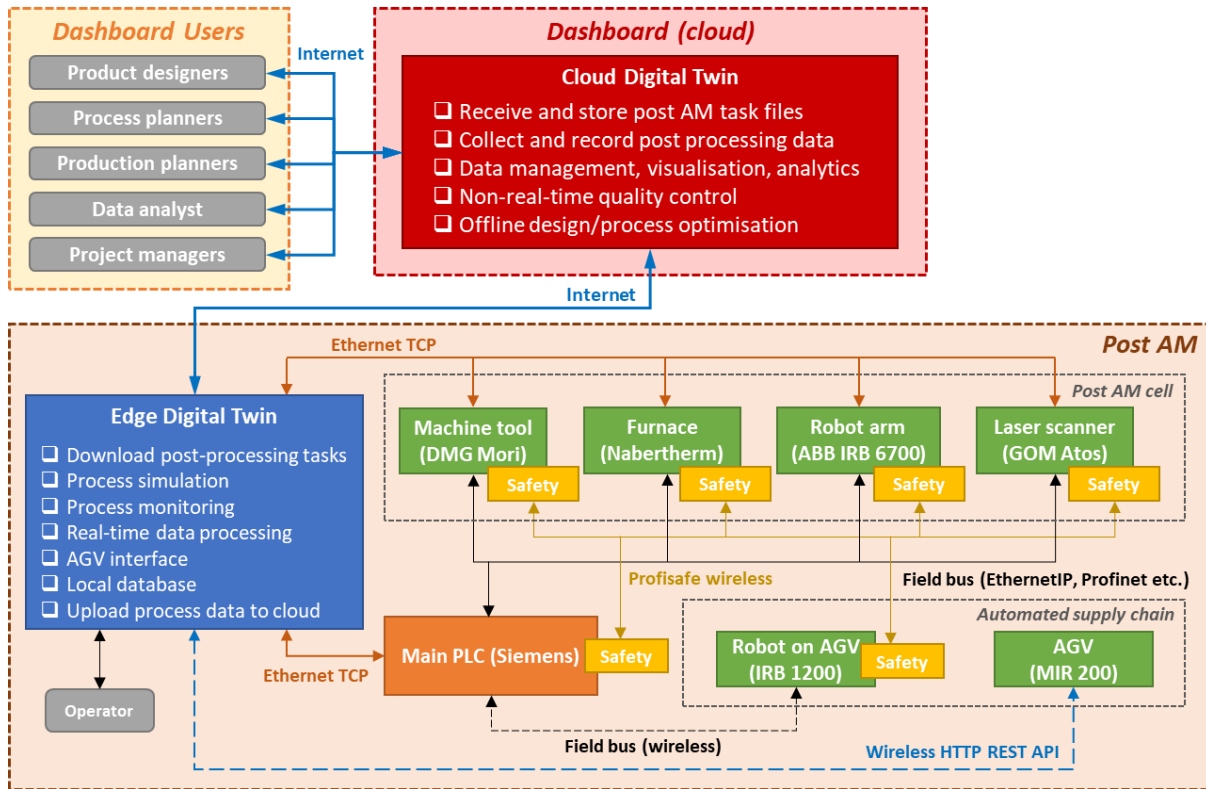 Dashboard Users
Internet
Product designers
Process planners
Production planners
Data analyst
Project managers
Dashboard (cloud)
Cloud Digital Twin
Receive and store post AM task files
Collect and record post processing data
Data management, visualisation, analytics
Non-real-time quality control
Offline design/process optimisation
Internet
Post AM
Ethernet TCP
Edge Digital Twin
Download post-processing tasks
Process simulation
Process monitoring
Real-time data processing
AGV interface
Local database
Upload process data to cloud
Post AM cell
Machine tool
(DMG Mori)
Safety
Furnace
(Nabertherm)
Safety
Robot arm
(ABB IRB 6700)
Safety
Laser scanner
(GOM Atos)
Safety
Profisafe wireless
Field bus (EthernetIP, Profinet etc.)
Automated supply chain
Main PLC (Siemens)
Safety
Robot on AGV
(IRB 1200)
Safety
AGV
(MIR 200)
Ethernet TCP
Operator
Field bus (wireless)
Wireless HTTP REST API